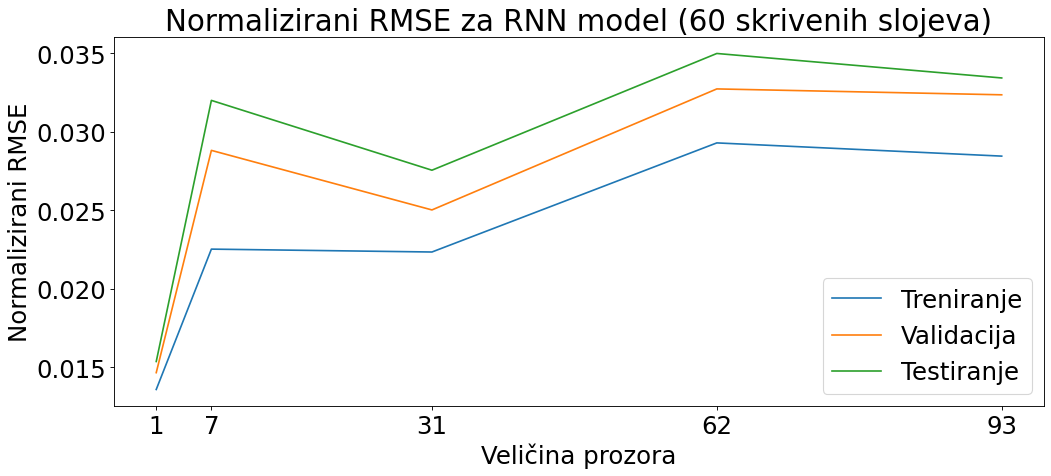 Normalizirani RMSE za RNN model (60 skrivenih slojeva)
Normalizirani RMSE
0.035
0.030
0.025
0.020
0.015
Treniranje
Validacija
Testiranje
1 7 31 62 93
Veličina prozora